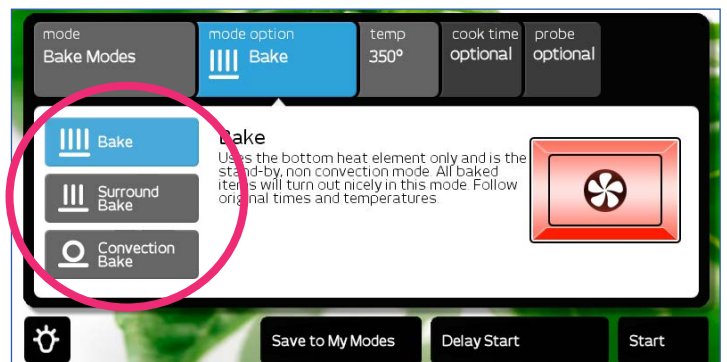 mode
Bake Modes
mode option
Bake
temp
350°
cook time
optional
probe
optional
Bake
Surround
Bake
Convection
Bake
Bake
Uses the bottom heat element only and is the
stand-by, non convection mode. All baked
items will turn out nicely in this mode. Follow
original times and temperatures.
Save to My Modes
Delay Start
Start